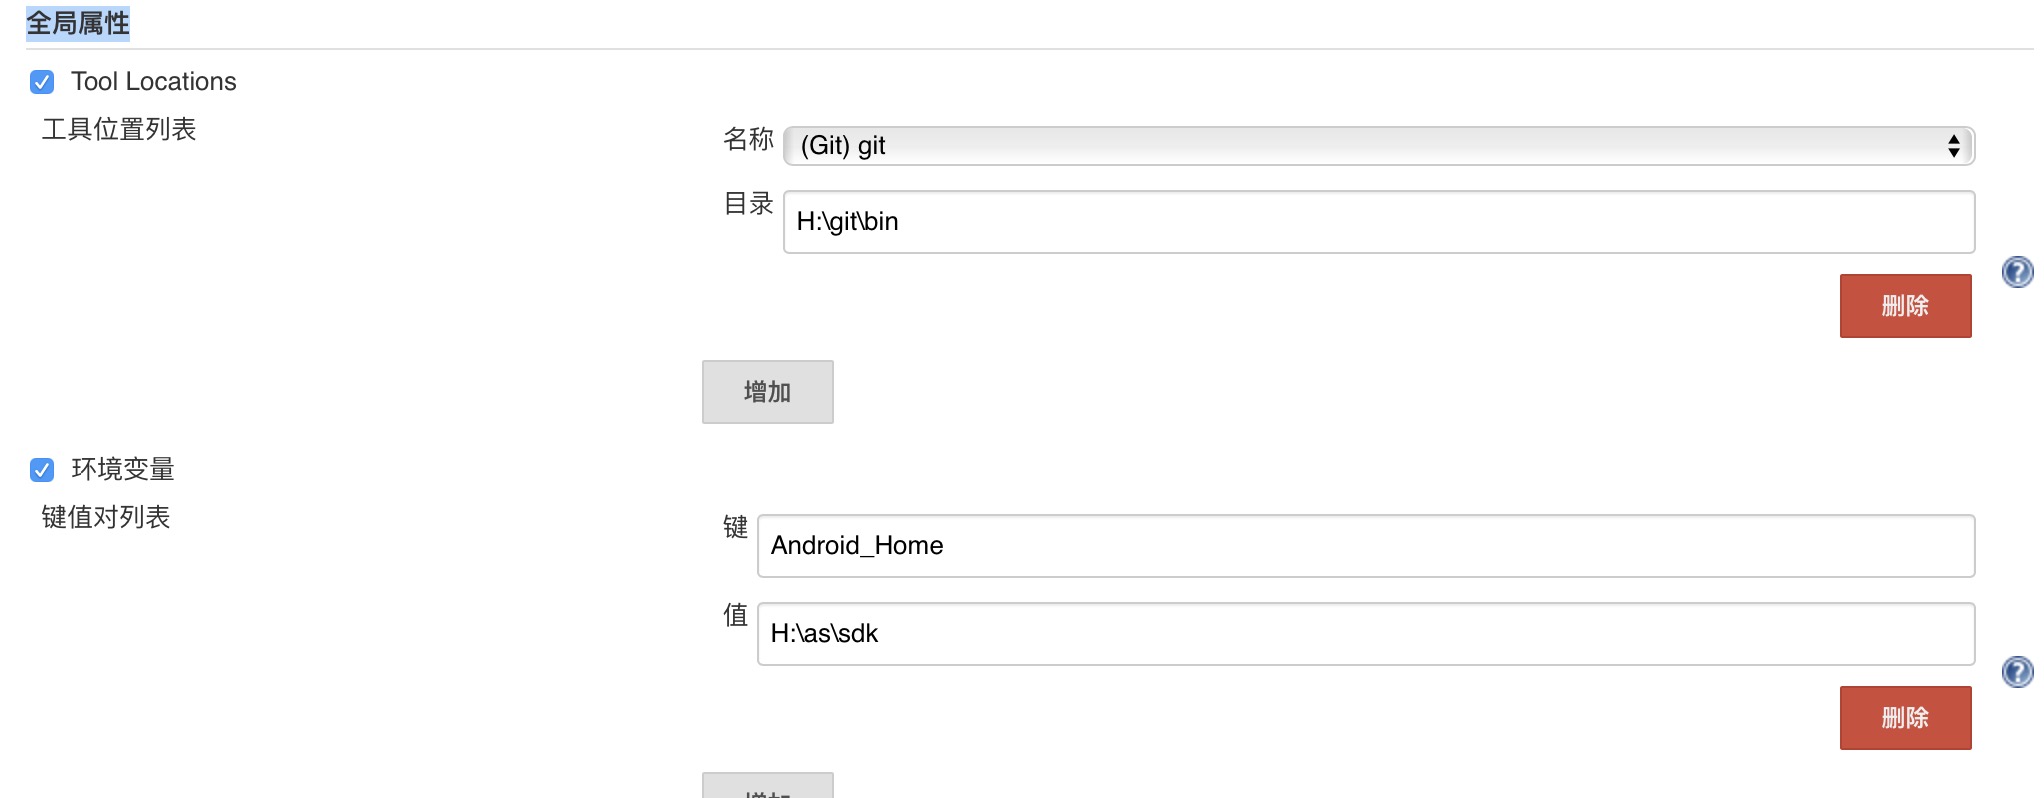 全局属性
Tool Locations
工具位置列表
名称 (Git) git
目录 H:\git\bin
删除
增加
环境变量
键值对列表
键 Android_Home
值 H:\as\sdk
删除
增加